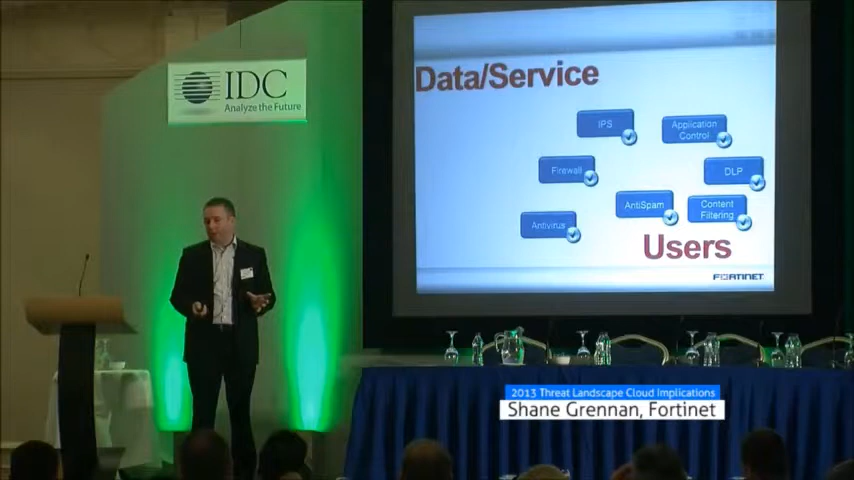 IDC
Analyze the Future
Data/Service
IPS
Application
Control
Firewall
DLP
AntiSpam
Content
Filtering
Antivirus
Users
FORTINET
2013 Threat Landscape Cloud Implications
Shane Grennan, Fortinet